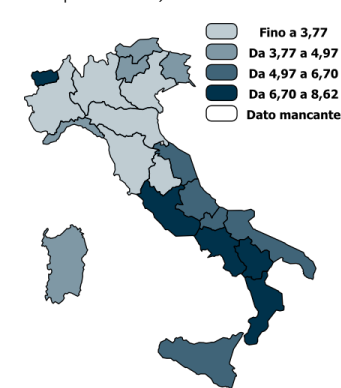 Fino a 3,77
Da 3,77 a 4,97
Da 4,97 a 6,70
Da 6,70 a 8,62
Dato mancante